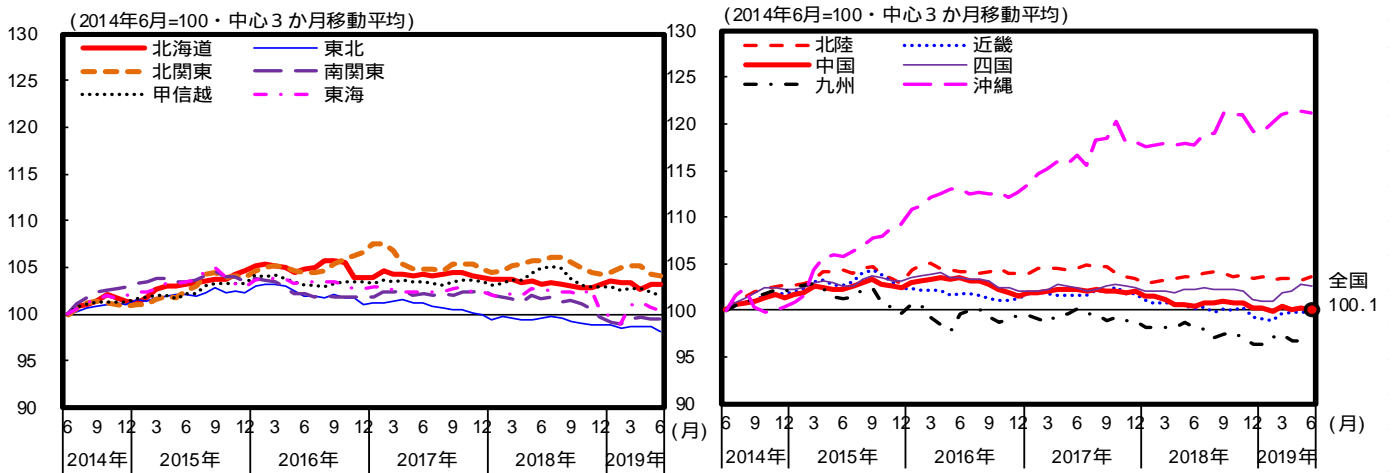 (2014年6月=100・中心3か月移動平均)
130
125
120
115
110
105
100
95
90
北海道
東北
北関東
南関東
甲信越
東海
6 9 12 3 6 9 12 3 6 9 12 3 6 9 12 3 6 9 12 3 6 (月)
2014年 2015年 2016年 2017年 2018年 2019年
(2014年6月=100・中心3か月移動平均)
130
125
120
115
110
105
100
95
90
北陸
近畿
中国
四国
九州
沖縄
全国
100.1
6 9 12 3 6 9 12 3 6 9 12 3 6 9 12 3 6 9 12 3 6 (月)
2014年 2015年 2016年 2017年 2018年 2019年